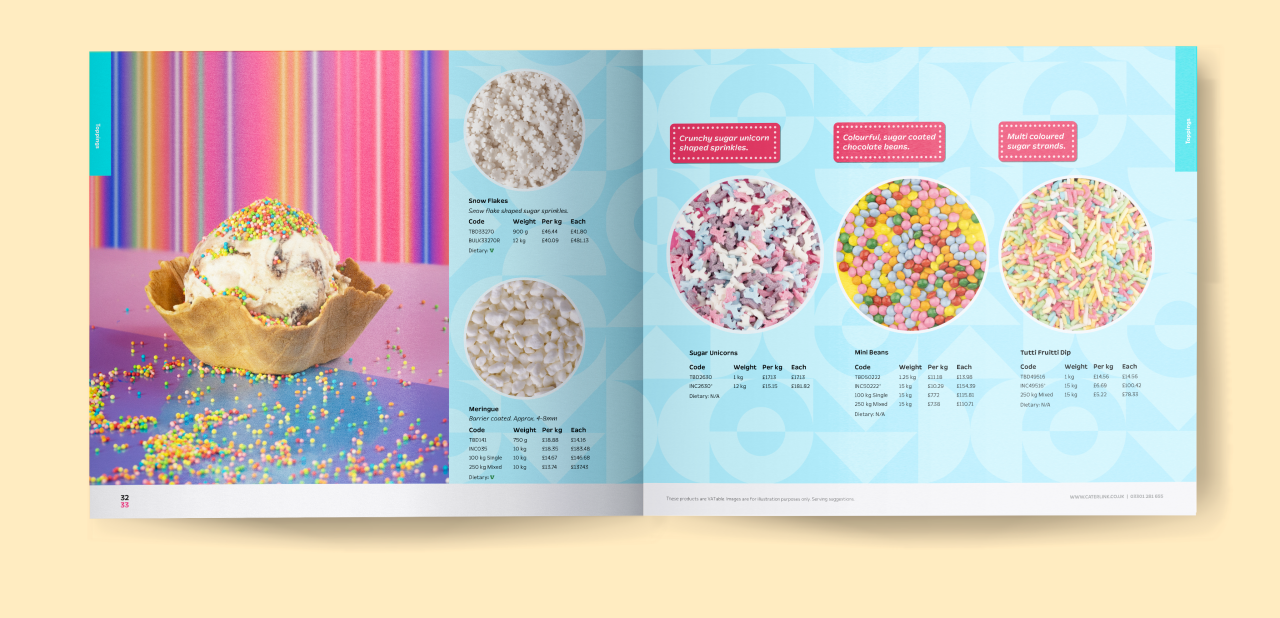 Toppings
Snow Flakes
Snow flake shaped sugar sprinkles.
Code Weight Per kg Each
TB033270 900 g £46.44 £41.80
BULK33270R 12 kg £40.09 £481.13
Dietary: V
Meringue
Barrier coated. Approx. 4-8mm
Code Weight Per kg Each
TB0141 750 g £18.88 £14.16
INC035 10 kg £18.35 £183.48
100 kg Single 10 kg £14.67 £146.68
250 kg Mixed 10 kg £13.74 £137.43
Dietary: V
32
33
Toppings
Crunchy sugar unicorn
shaped sprinkles.
Colourful, sugar coated
chocolate beans.
Multi coloured
sugar strands.
Sugar Unicorns
Code Weight Per kg Each
TB02630 1 kg £17.13 £17.13
INC2630* 12 kg £15.15 £181.82
Dietary: N/A
Mini Beans
Code Weight Per kg Each
TB050222 1.25 kg £11.18 £13.98
INC50222* 15 kg £10.29 £154.39
100 kg Single 15 kg £7.72 £115.81
250 kg Mixed 15 kg £7.38 £110.71
Dietary: N/A
Tutti Fruitti Dip
Code Weight Per kg Each
TB049516 1 kg £14.56 £14.56
INC49516* 15 kg £6.69 £100.42
250 kg Mixed 15 kg £5.22 £78.33
Dietary: N/A
These products are VATable. Images are for illustration purposes only. Serving suggestions.
WWW.CATERLINK.CO.UK |